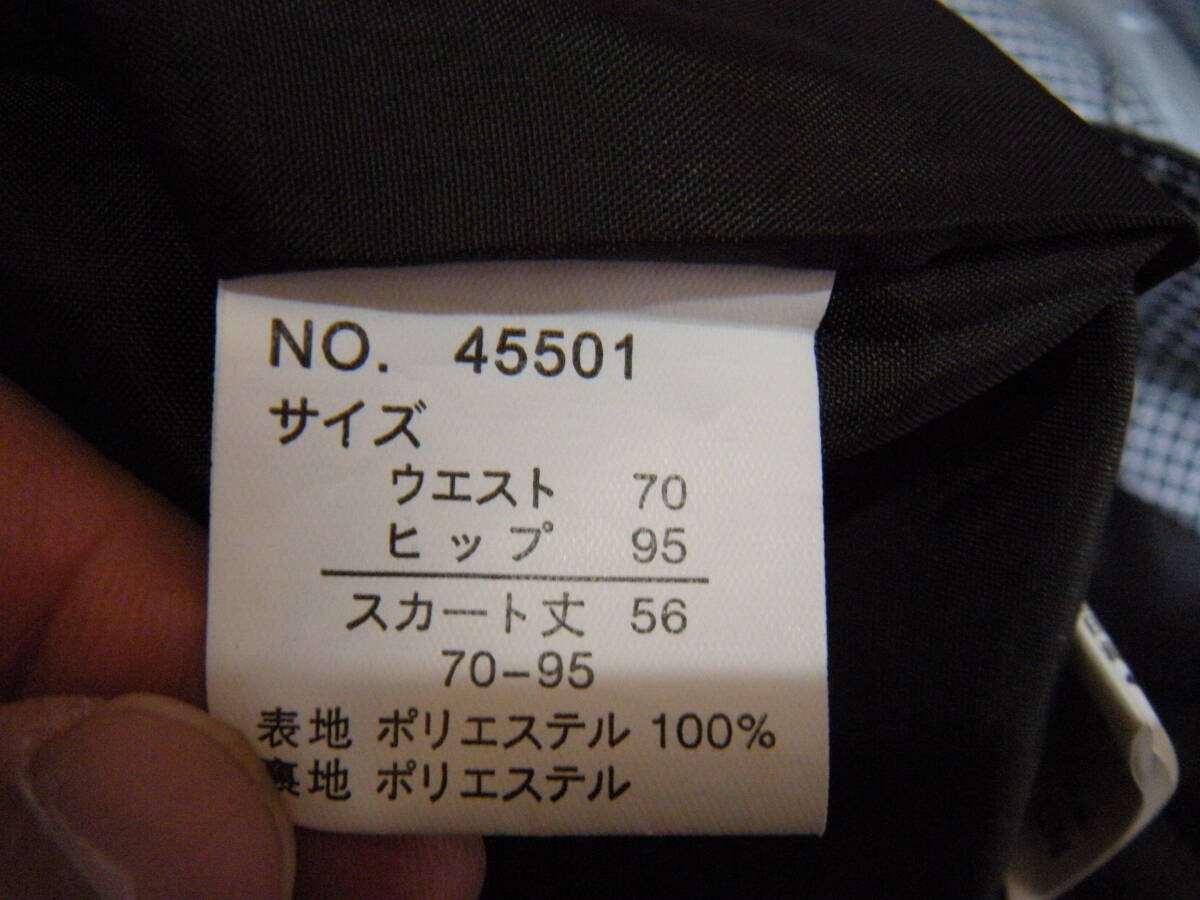 NO. 45501
サイズ
ウエスト 70
ヒップ 95
スカート丈 56
70-95
表地 ポリエステル 100%
裏地 ポリエステル